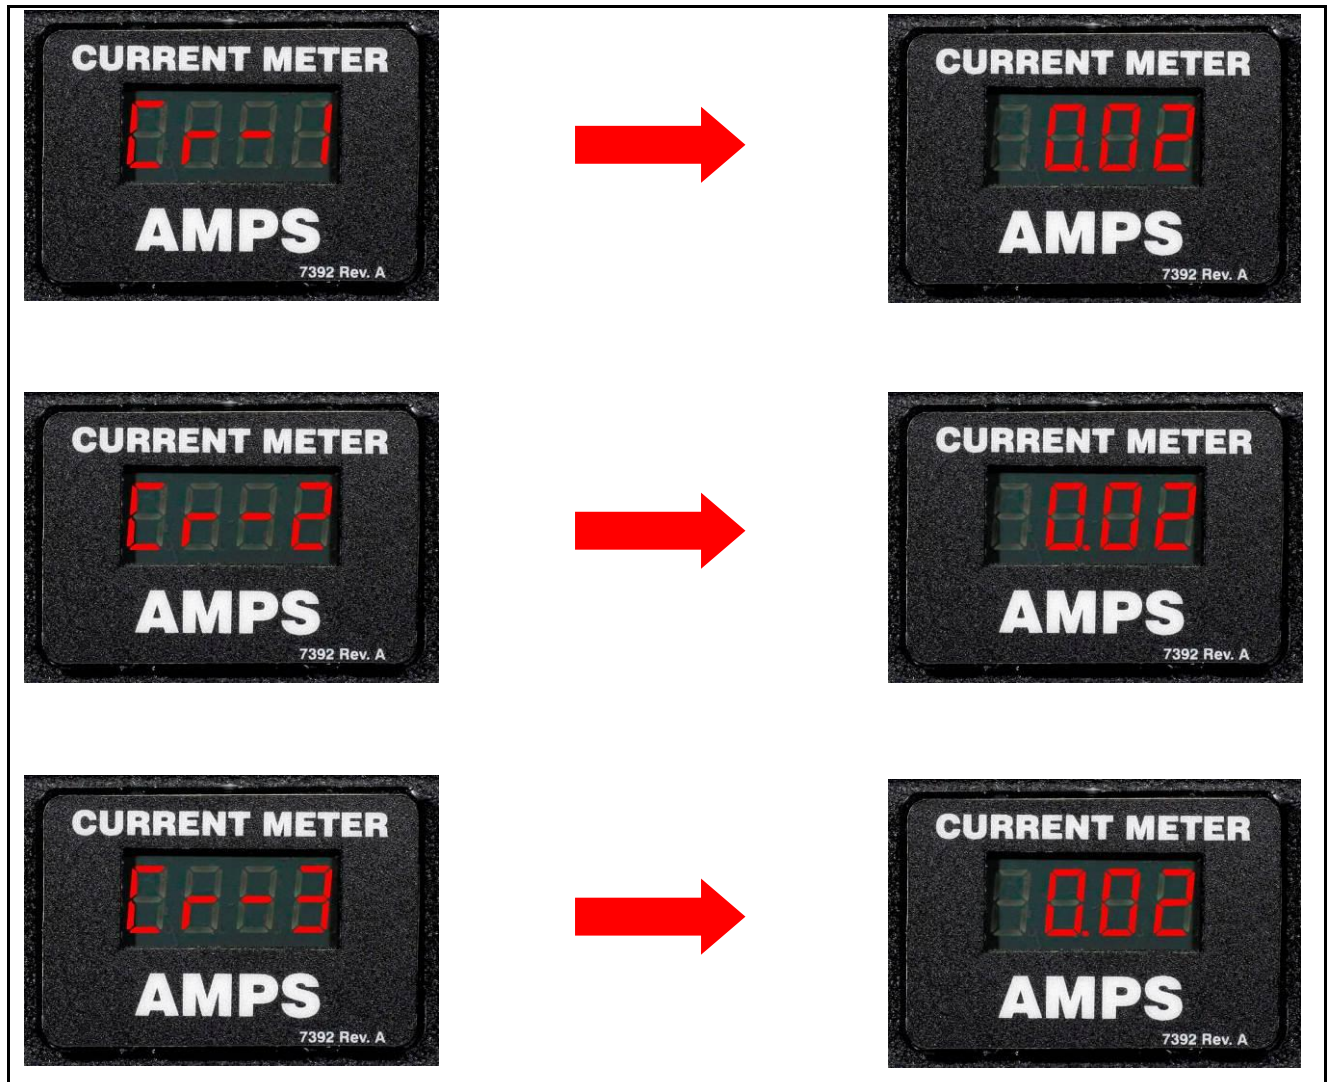 CURRENT METER
Cr-1
AMPS
7392 Rev. A
CURRENT METER
0.02
AMPS
7392 Rev. A
CURRENT METER
Cr-2
AMPS
7392 Rev. A
CURRENT METER
0.02
AMPS
7392 Rev. A
CURRENT METER
Cr-3
AMPS
7392 Rev. A
CURRENT METER
0.02
AMPS
7392 Rev. A